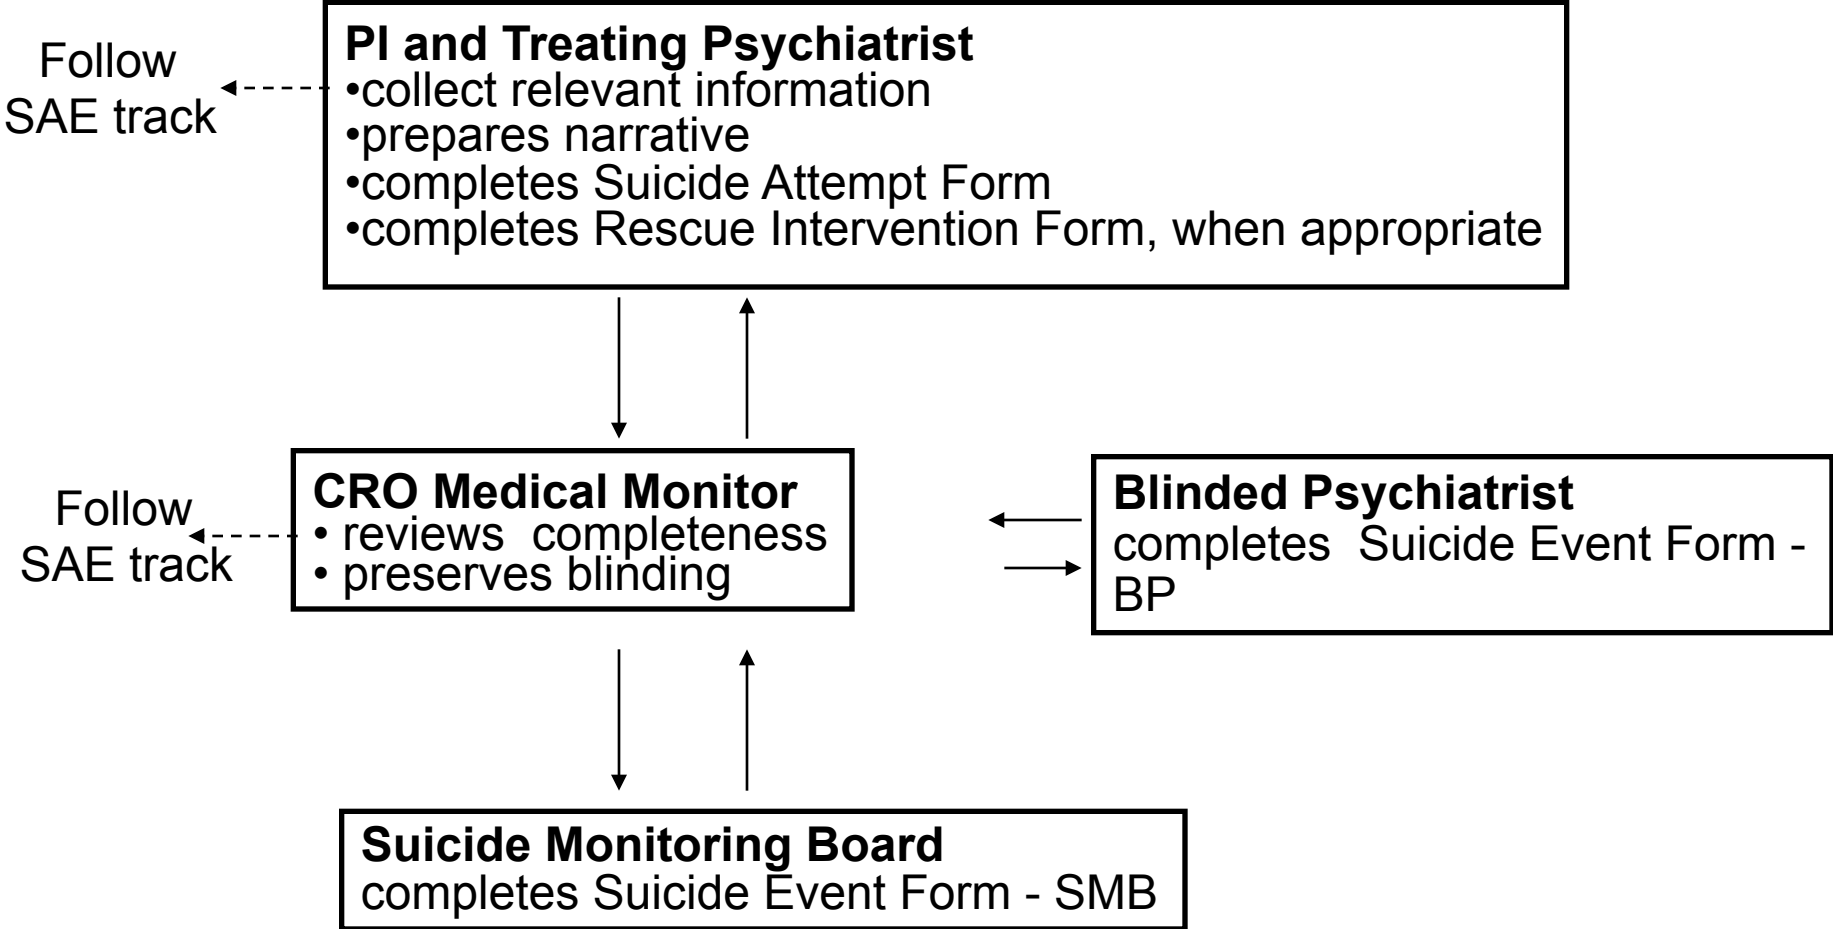 Follow
SAE track
PI and Treating Psychiatrist
•collect relevant information
•prepares narrative
•completes Suicide Attempt Form
•completes Rescue Intervention Form, when appropriate
Follow
SAE track
CRO Medical Monitor
• reviews  completeness
• preserves blinding
Blinded Psychiatrist
completes  Suicide Event Form -
BP
Suicide Monitoring Board
completes Suicide Event Form - SMB